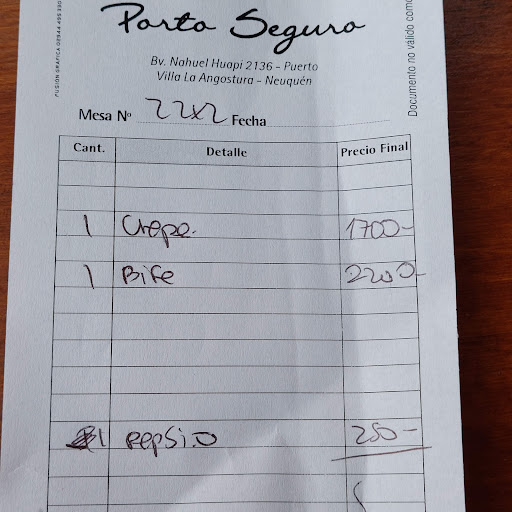 Porto Seguro
Bv. Nahuel Huapi 2136 - Puerto
Villa La Angostura - Neuquén
Documento no válido como
Mesa Nº 22x2 Fecha
Cant. Detalle Precio Final
1 Crepe. 1700-
1 Bife 2200-
1 Pepsi.0 250-